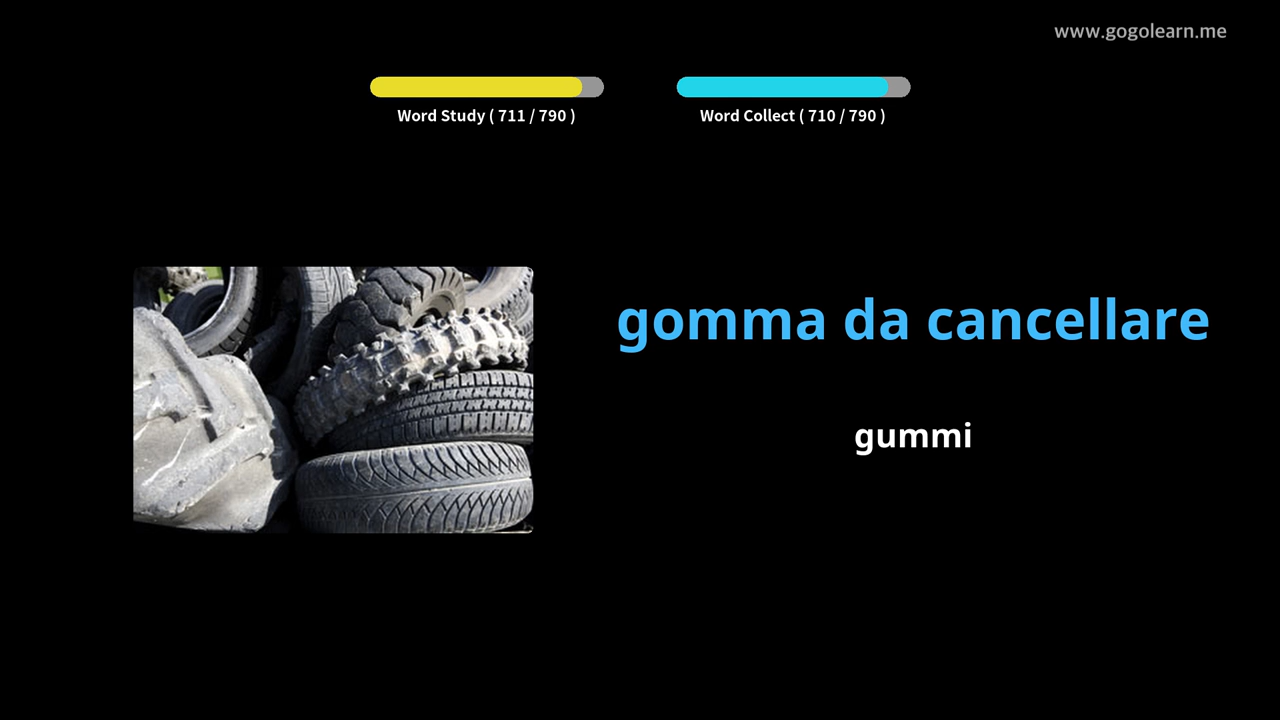 www.gogolearn.me
Word Study ( 711 / 790 )
Word Collect ( 710 / 790 )
gomma da cancellare
gummi